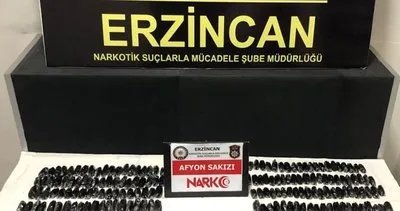 ERZİNCAN
NARKOTİK SUÇLARLA MÜCADELE ŞUBE MÜDÜRLÜĞÜ
ERZİNCAN
AFYON SAKIZI
NARKO